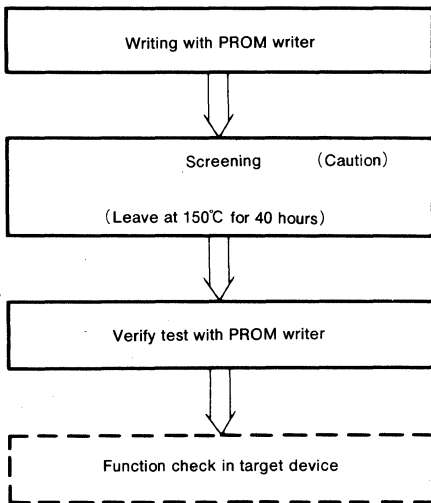 Writing with PROM writer
Screening (Caution)
(Leave at 150℃ for 40 hours)
Verify test with PROM writer
Function check in target device